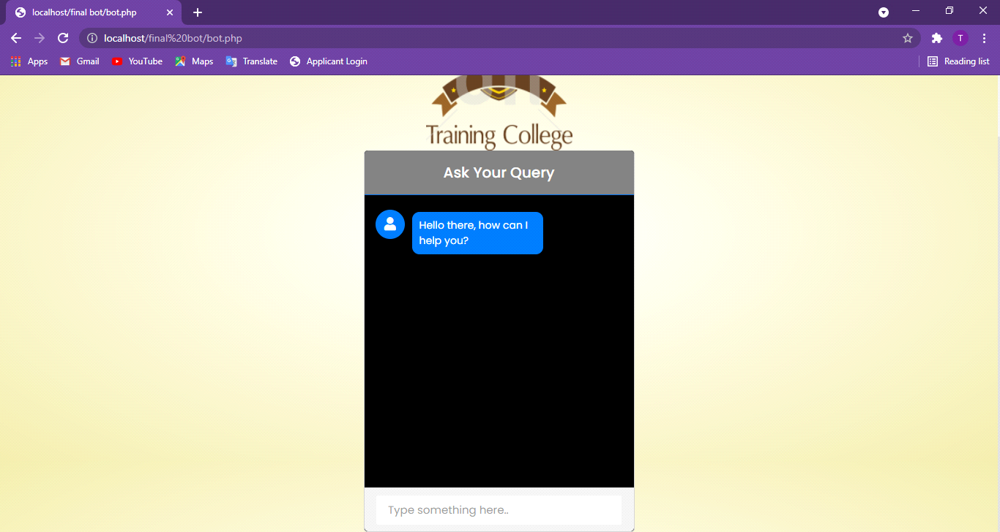 localhost/final bot/bot.php
localhost/final%20bot/bot.php
T
Apps Gmail YouTube Maps Translate Applicant Login Reading list
Training College
Ask Your Query
Hello there, how can I
help you?
Type something here..